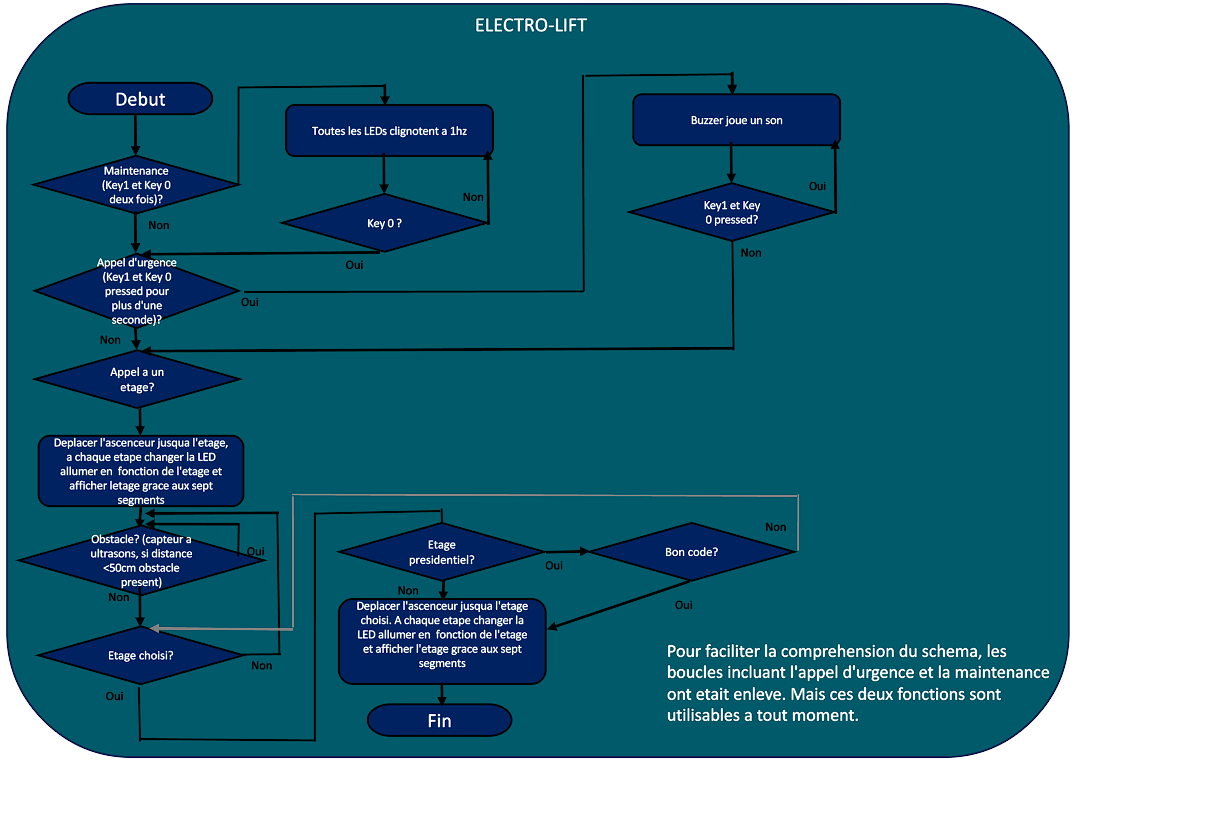 ELECTRO-LIFT
Debut
Maintenance
(Key1 et Key 0
deux fois)?
Non
Toutes les LEDs clignotent a 1hz
Key 0 ?
Non
Oui
Buzzer joue un son
Key1 et Key
0 pressed?
Oui
Non
Appel d'urgence
(Key1 et Key 0
pressed pour
plus d'une
seconde)?
Oui
Non
Appel a un
etage?
Deplacer l'ascenceur jusqua l'etage,
a chaque etape changer la LED
allumer en fonction de l'etage et
afficher letage grace aux sept
segments
Obstacle? (capteur a
ultrasons, si distance
<50cm obstacle
present)
Oui
Non
Etage choisi?
Non
Oui
Etage
presidentiel?
Oui
Non
Bon code?
Non
Oui
Deplacer l'ascenceur jusqua l'etage
choisi. A chaque etape changer la
LED allumer en fonction de l'etage
et afficher l'etage grace aux sept
segments
Fin
Pour faciliter la comprehension du schema, les
boucles incluant l'appel d'urgence et la maintenance
ont etait enleve. Mais ces deux fonctions sont
utilisables a tout moment.